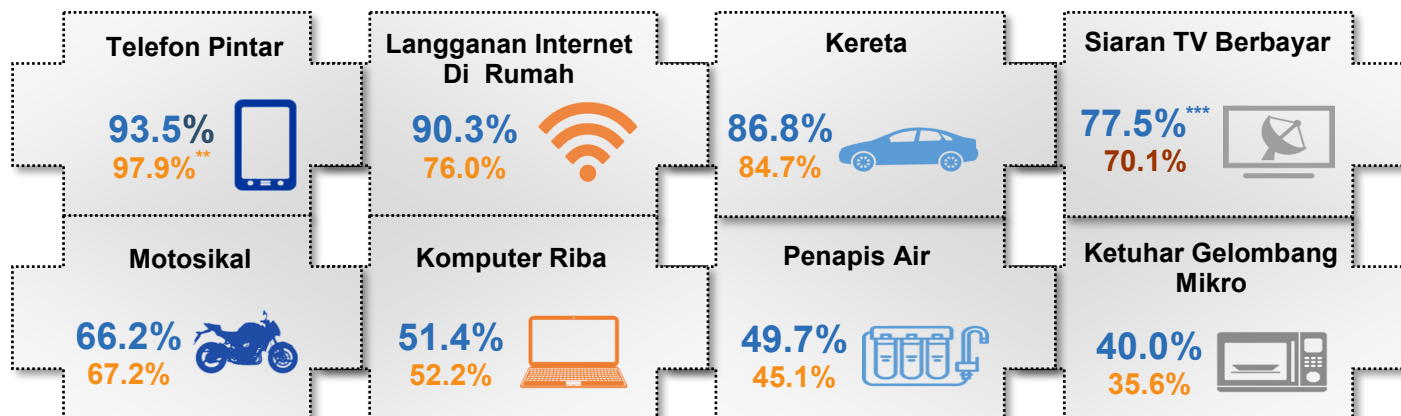 Telefon Pintar
93.5%
97.9%**
Langganan Internet
Di Rumah
90.3%
76.0%
Kereta
86.8%
84.7%
Siaran TV Berbayar
77.5%***
70.1%
Motosikal
66.2%
67.2%
Komputer Riba
51.4%
52.2%
Penapis Air
49.7%
45.1%
Ketuhar Gelombang
Mikro
40.0%
35.6%